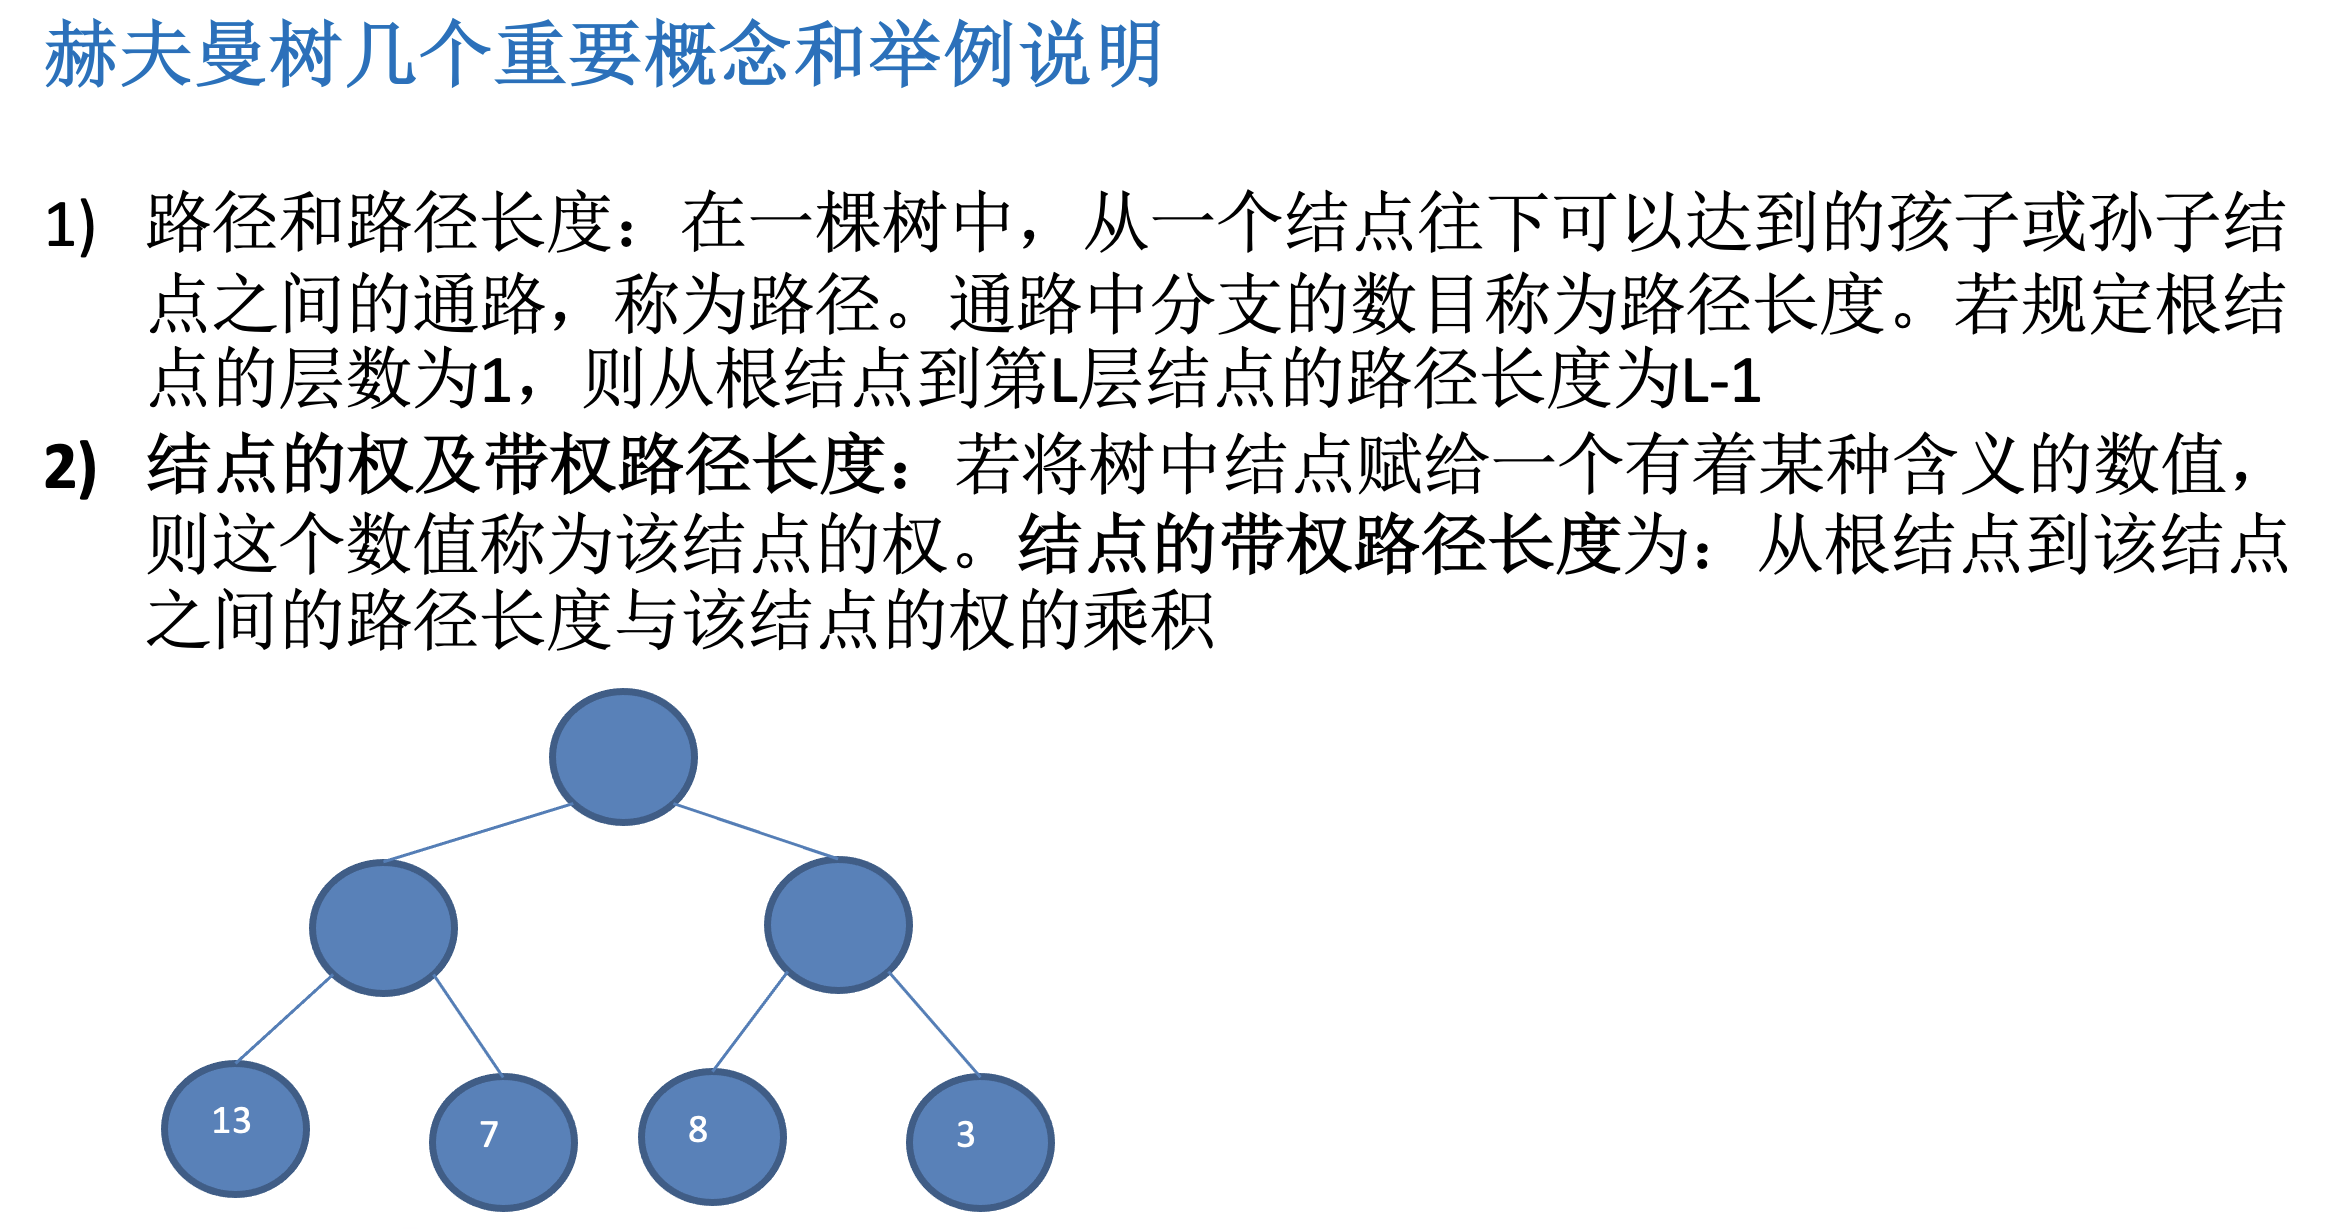 赫夫曼树几个重要概念和举例说明
1) 路径和路径长度：在一棵树中，从一个结点往下可以达到的孩子或孙子结
点之间的通路，称为路径。通路中分支的数目称为路径长度。若规定根结
点的层数为1，则从根结点到第L层结点的路径长度为L-1
2) 结点的权及带权路径长度：若将树中结点赋给一个有着某种含义的数值，
则这个数值称为该结点的权。结点的带权路径长度为：从根结点到该结点
之间的路径长度与该结点的权的乘积
13
7
8
3